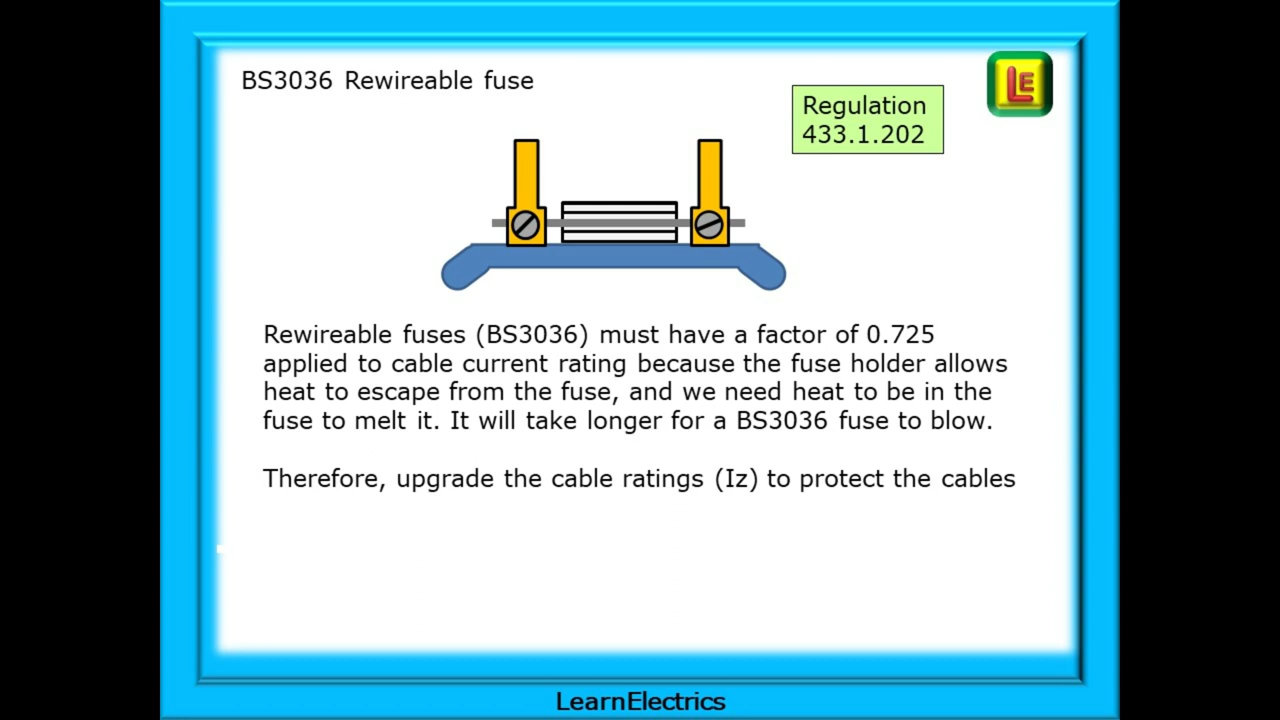 BS3036 Rewireable fuse
Regulation
433.1.202
LE
Rewireable fuses (BS3036) must have a factor of 0.725
applied to cable current rating because the fuse holder allows
heat to escape from the fuse, and we need heat to be in the
fuse to melt it. It will take longer for a BS3036 fuse to blow.
Therefore, upgrade the cable ratings (Iz) to protect the cables
LearnElectrics